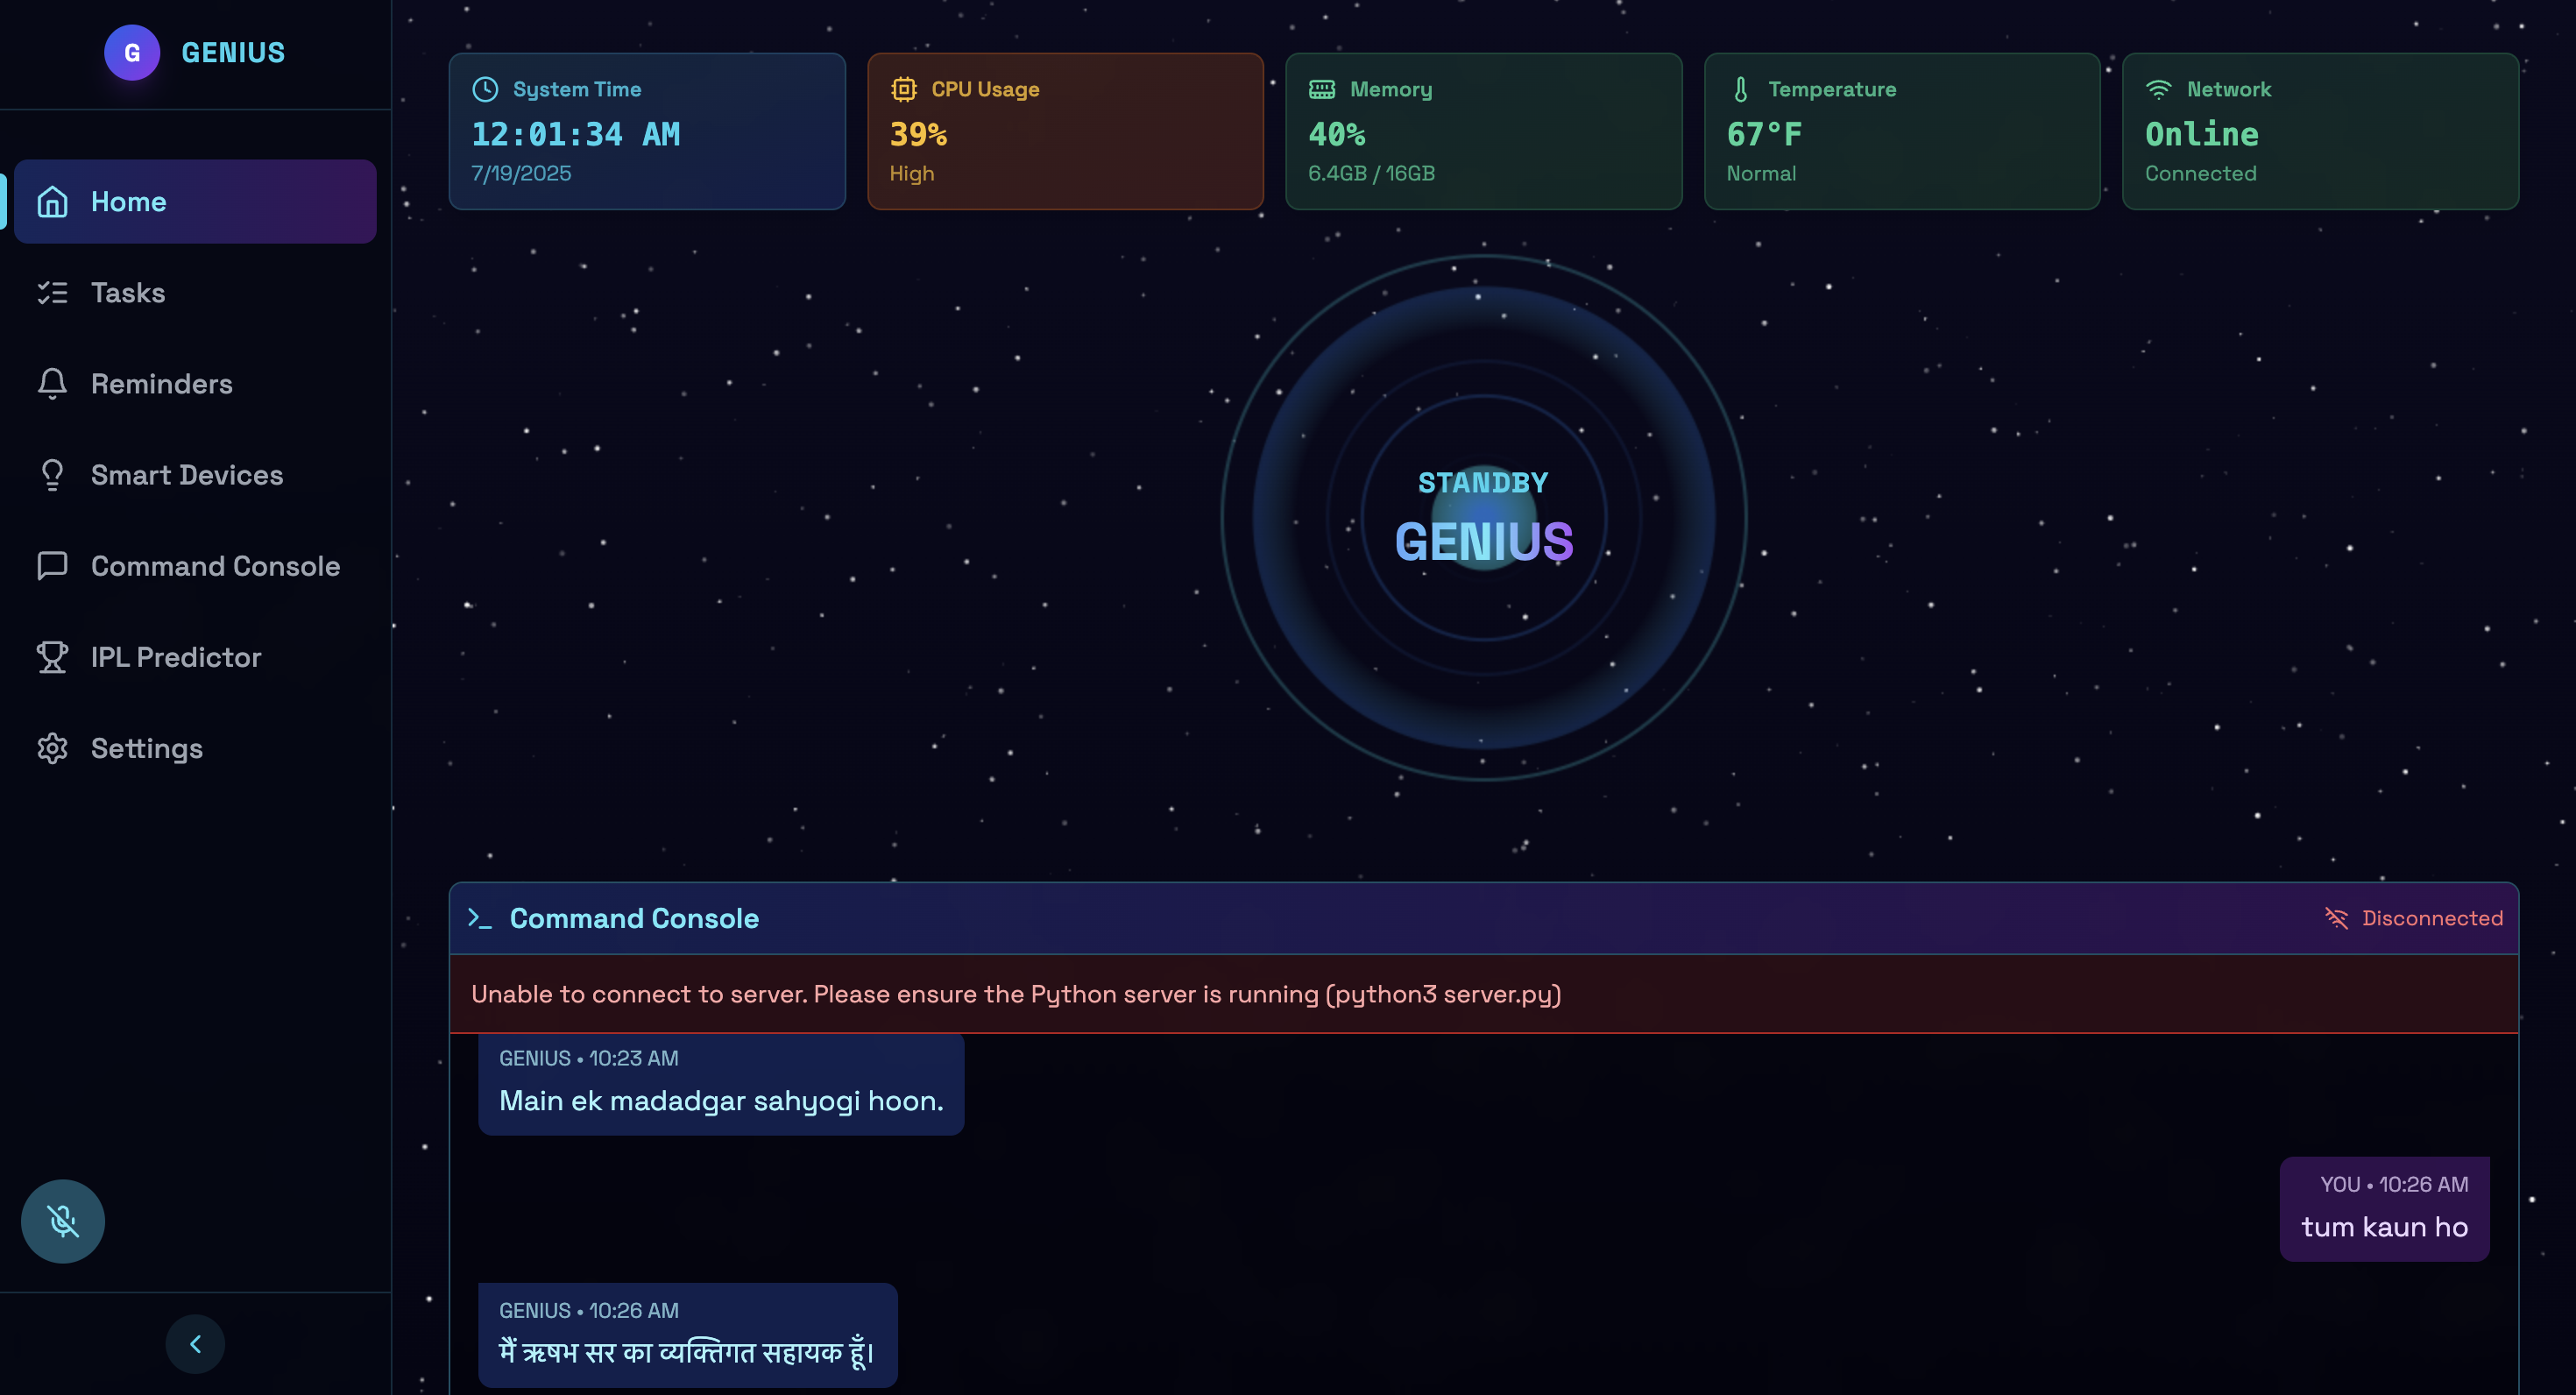 G GENIUS
Home
Tasks
Reminders
Smart Devices
Command Console
IPL Predictor
Settings
System Time
12:01:34 AM
7/19/2025
CPU Usage
39%
High
Memory
40%
6.4GB / 16GB
Temperature
67°F
Normal
Network
Online
Connected
STANDBY
GENIUS
Command Console
Disconnected
Unable to connect to server. Please ensure the Python server is running (python3 server.py)
GENIUS • 10:23 AM
Main ek madadgar sahyogi hoon.
YOU • 10:26 AM
tum kaun ho
GENIUS • 10:26 AM
मैं ऋषभ सर का व्यक्तिगत सहायक हूँ।